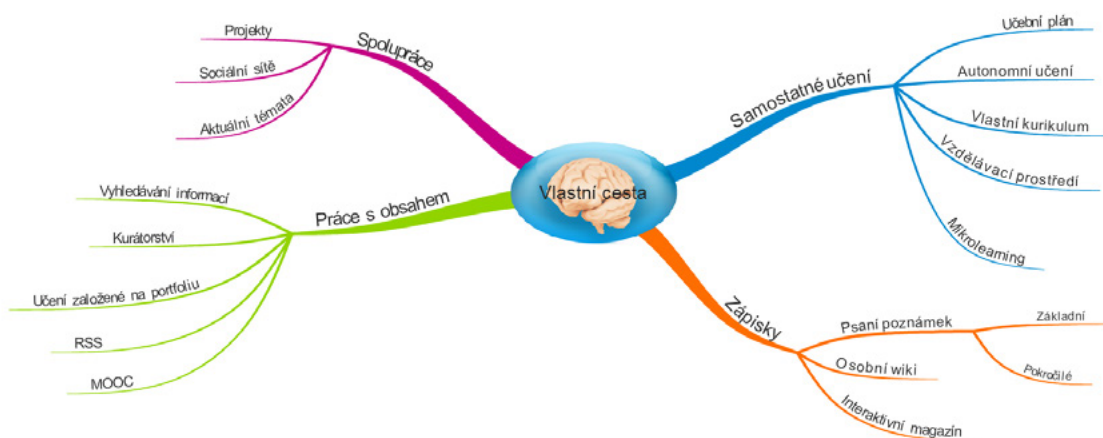 Vlastní cesta
Spolupráce
Projekty
Sociální sítě
Aktuální témata
Samostatné učení
Učební plán
Autonomní učení
Vlastní kurikulum
Vzdělávací prostředí
Mikrolearning
Práce s obsahem
Vyhledávání informací
Kurátorství
Učení založené na portfoliu
RSS
MOOC
Zápisky
Psaní poznámek
Základní
Pokročilé
Osobní wiki
Interaktivní magazín